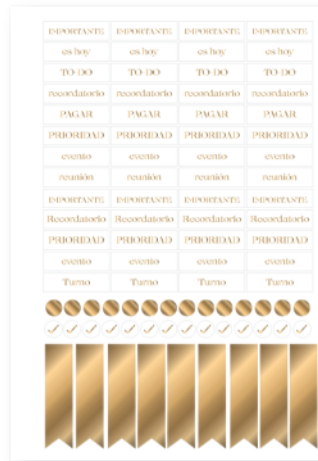 IMPORTANTE IMPORTANTE IMPORTANTE IMPORTANTE
es hoy es hoy es hoy es hoy
TO-DO TO-DO TO-DO TO-DO
recordatorio recordatorio recordatorio recordatorio
PAGAR PAGAR PAGAR PAGAR
PRIORIDAD PRIORIDAD PRIORIDAD PRIORIDAD
evento evento evento evento
reunión reunión reunión reunión
IMPORTANTE IMPORTANTE IMPORTANTE IMPORTANTE
Recordatorio Recordatorio Recordatorio Recordatorio
PRIORIDAD PRIORIDAD PRIORIDAD PRIORIDAD
evento evento evento evento
Turno Turno Turno Turno